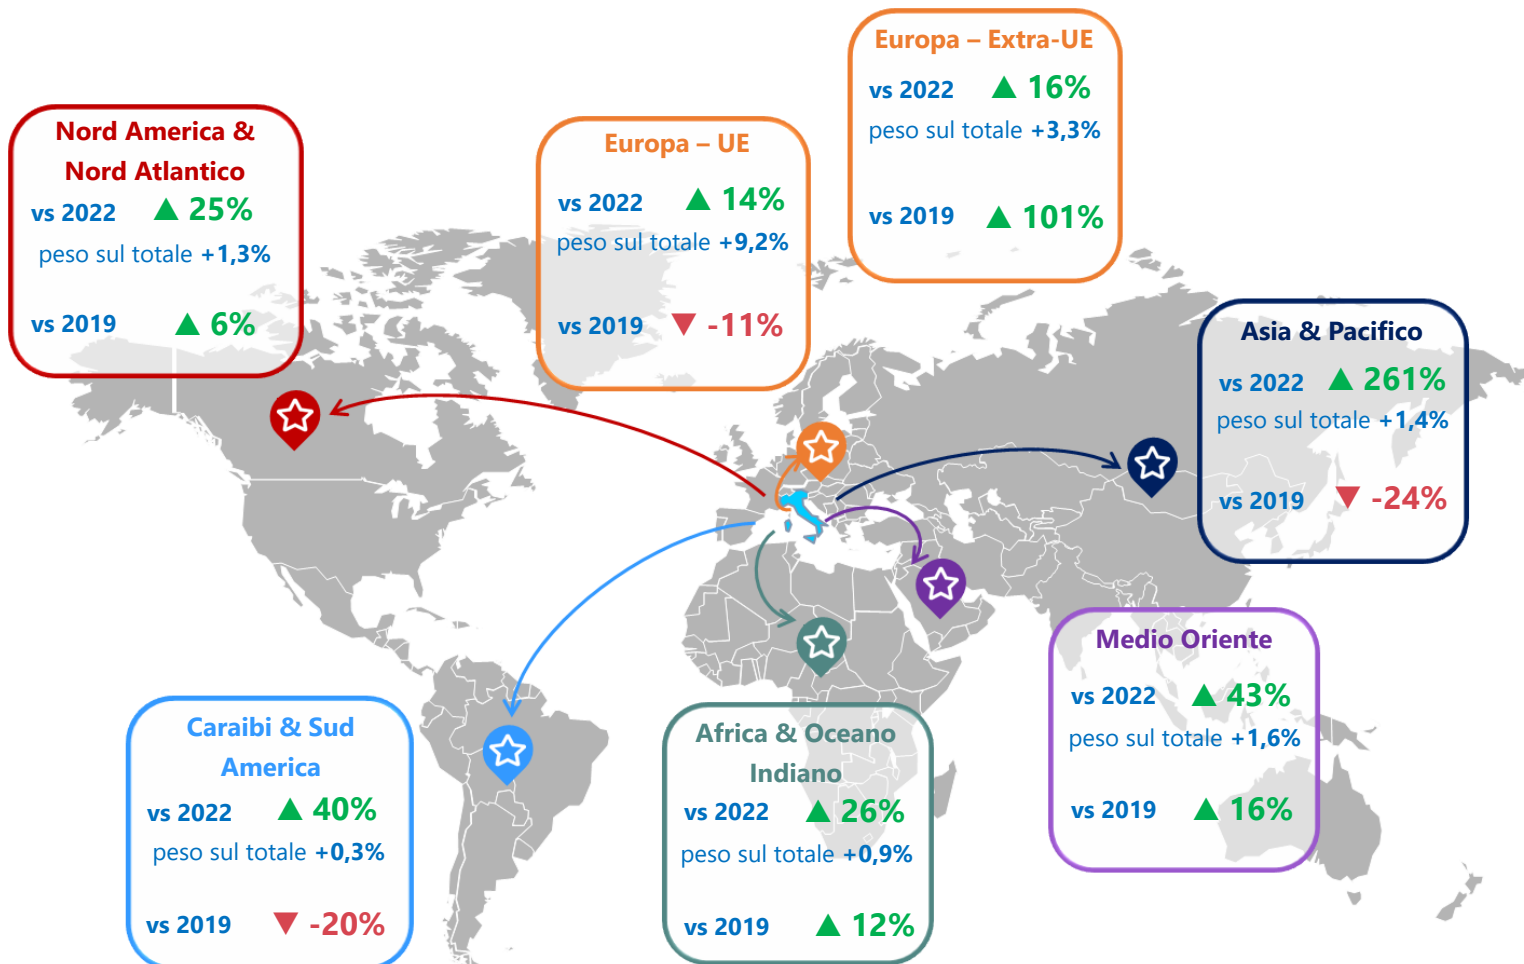 Europa – Extra-UE
vs 2022 ▲ 16%
peso sul totale +3,3%
vs 2019 ▲ 101%
Nord America &
Nord Atlantico
vs 2022 ▲ 25%
peso sul totale +1,3%
vs 2019 ▲ 6%
Europa – UE
vs 2022 ▲ 14%
peso sul totale +9,2%
vs 2019 ▼ -11%
Asia & Pacifico
vs 2022 ▲ 261%
peso sul totale +1,4%
vs 2019 ▼ -24%
Medio Oriente
vs 2022 ▲ 43%
peso sul totale +1,6%
vs 2019 ▲ 16%
Caraibi & Sud
America
vs 2022 ▲ 40%
peso sul totale +0,3%
vs 2019 ▼ -20%
Africa & Oceano
Indiano
vs 2022 ▲ 26%
peso sul totale +0,9%
vs 2019 ▲ 12%